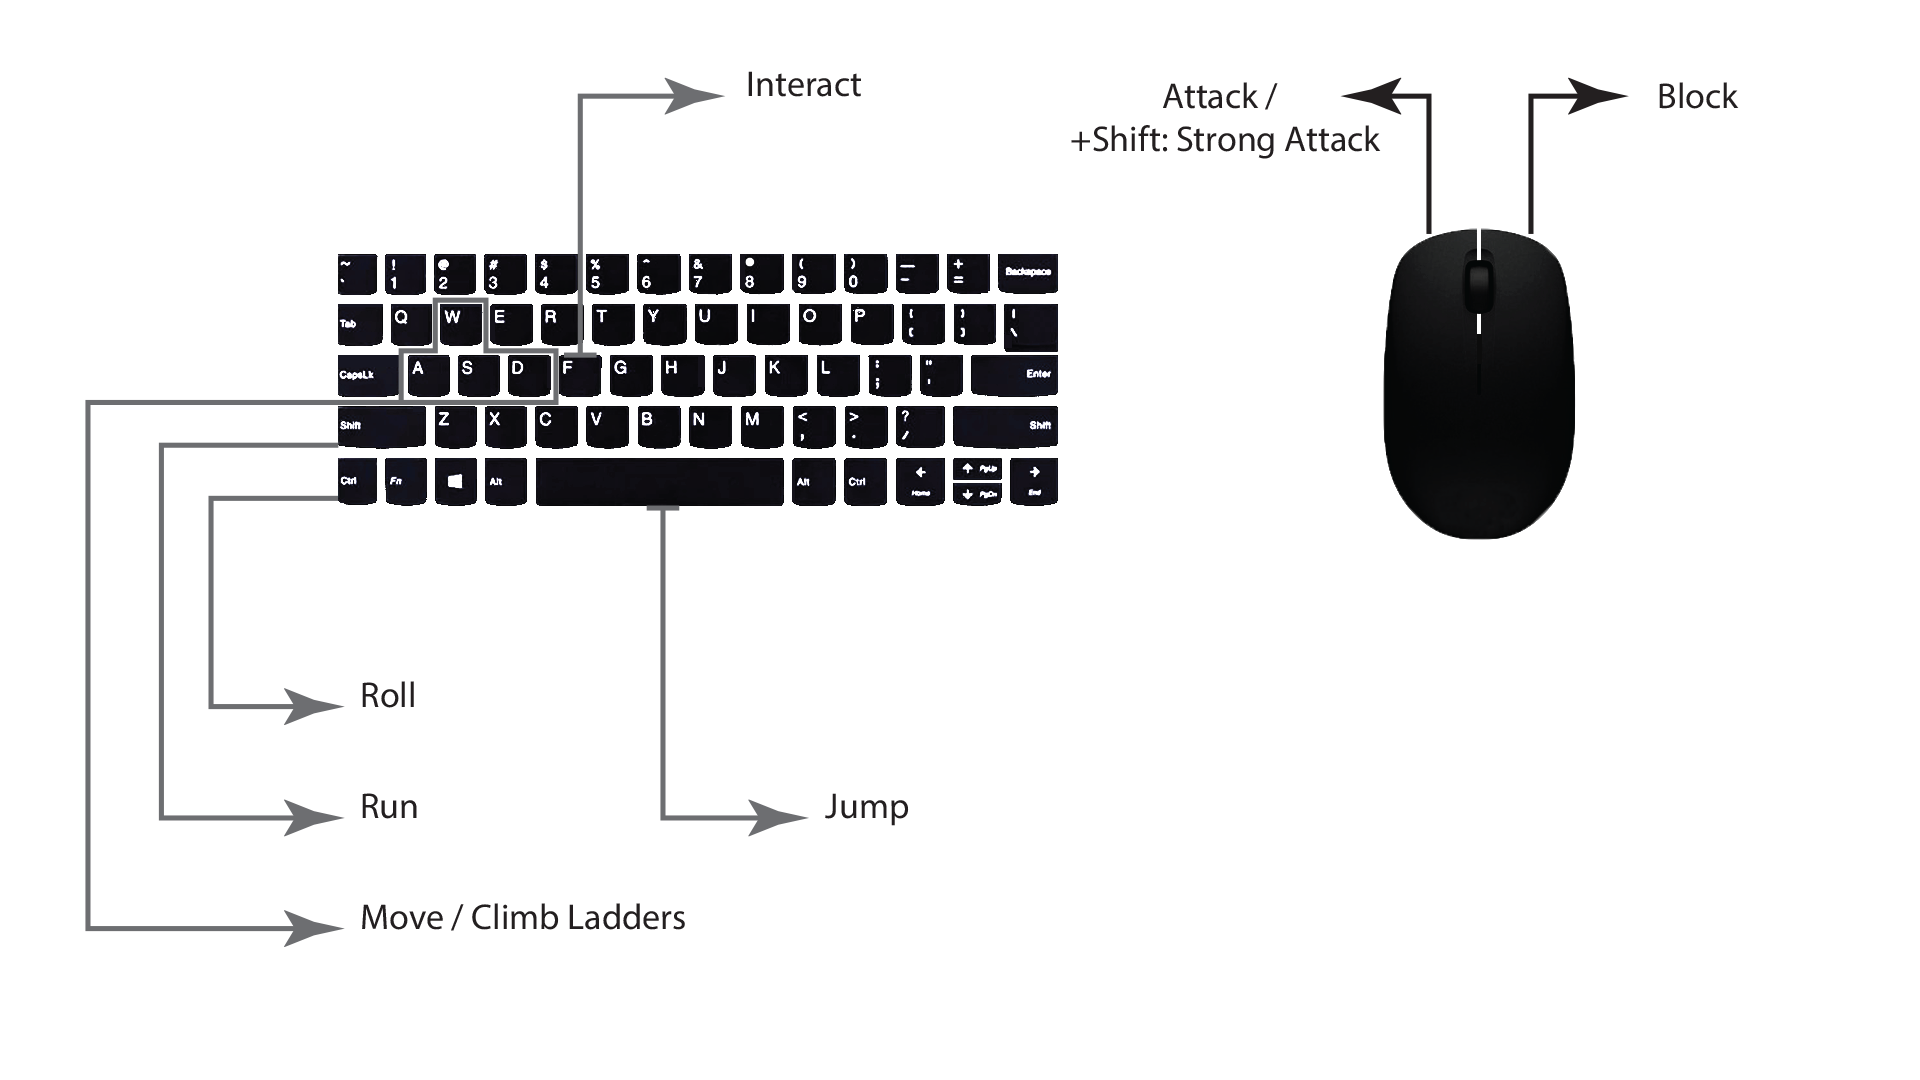 Interact
Attack /
+Shift: Strong Attack
Block
~ ` ! 1 @ 2 # 3 $ 4 % 5 ^ 6 & 7 * 8 ( 9 ) 0 — - + = Backspace
Tab Q W E R T Y U I O P { [ } ] | \
CapsLk A S D F G H J K L : ; " ' Enter
Shift Z X C V B N M < , > . ? / Shift
Ctrl Fn Alt Alt Ctrl ← Home ↑ PgUp ↓ PgDn → End
Roll
Run
Jump
Move / Climb Ladders